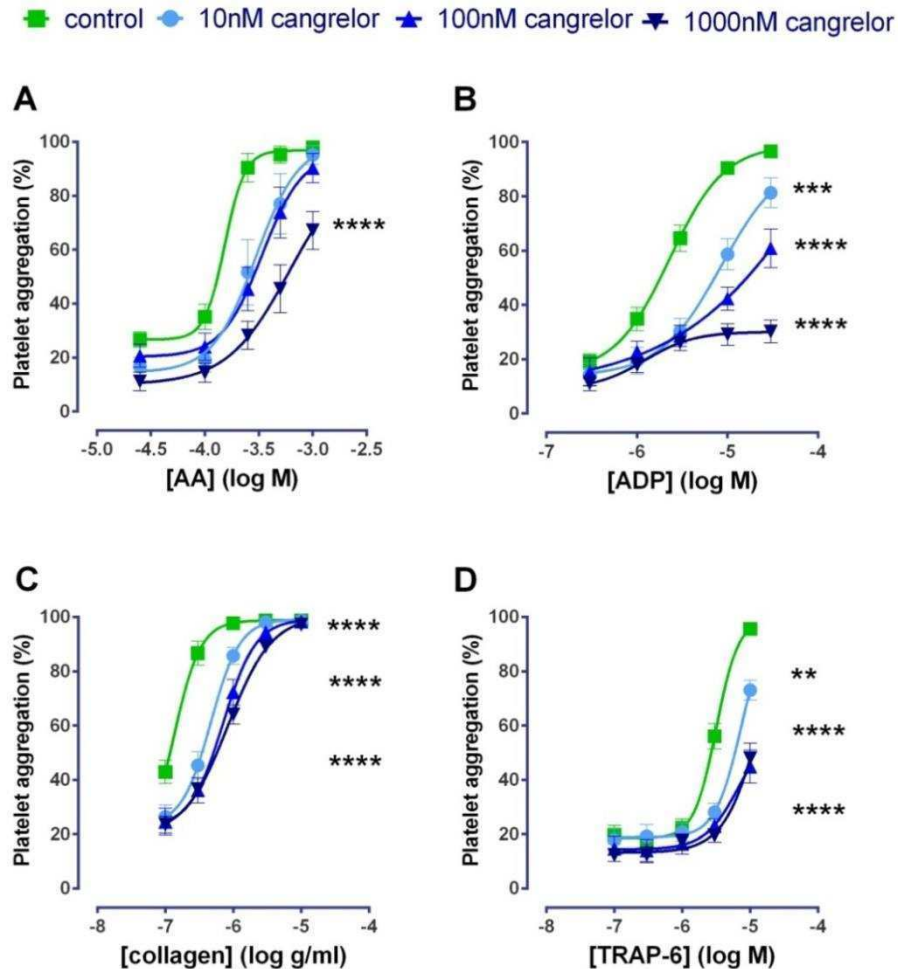 control 10nM cangrelor 100nM cangrelor 1000nM cangrelor
A
Platelet aggregation (%)
100
80
60
40
20
0
****
-5.0 -4.5 -4.0 -3.5 -3.0 -2.5
[AA] (log M)
B
Platelet aggregation (%)
100
80
60
40
20
0
***
****
****
-7 -6 -5 -4
[ADP] (log M)
C
Platelet aggregation (%)
100
80
60
40
20
0
****
****
****
-8 -7 -6 -5 -4
[collagen] (log g/ml)
D
Platelet aggregation (%)
100
80
60
40
20
0
**
****
****
-8 -7 -6 -5 -4
[TRAP-6] (log M)